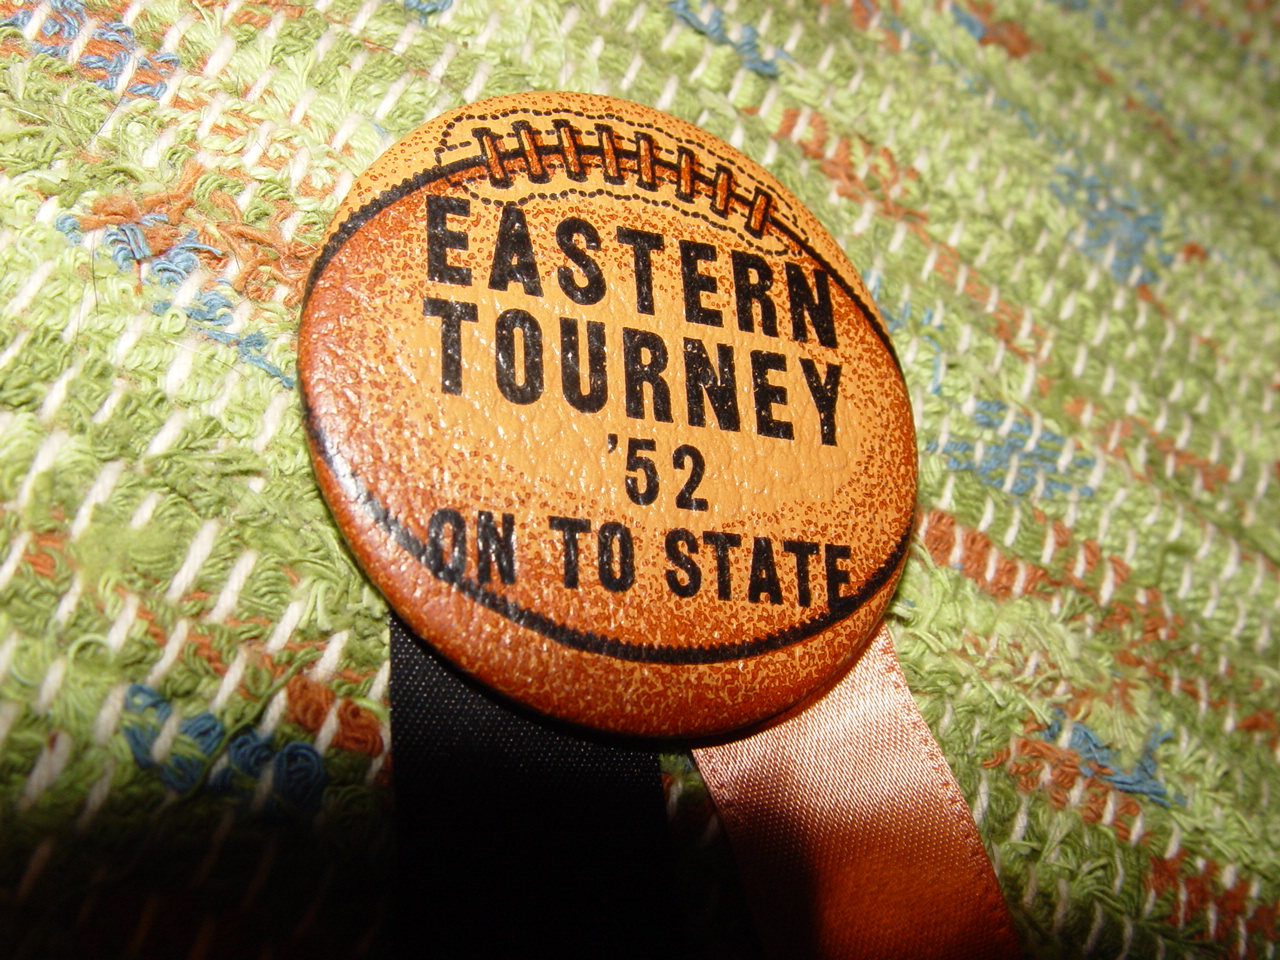 EASTERN
TOURNEY
'52
ON TO STATE